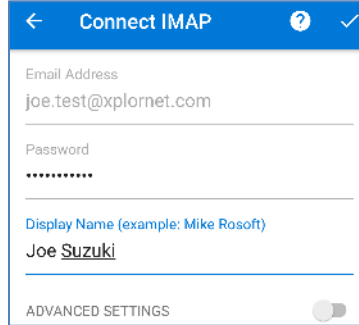 Connect IMAP
Email Address
joe.test@xplornet.com
Password
•••••••••••
Display Name (example: Mike Rosoft)
Joe Suzuki
ADVANCED SETTINGS